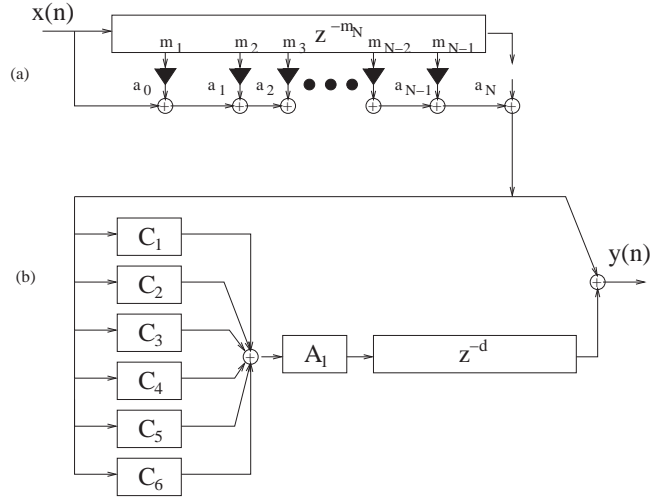 x(n)
z^{-m_N}
m_1 m_2 m_3 m_{N-2} m_{N-1}
(a)
a_0 a_1 a_2 a_{N-1} a_N
C_1
y(n)
(b)
C_2
C_3
A_1 z^{-d}
C_4
C_5
C_6